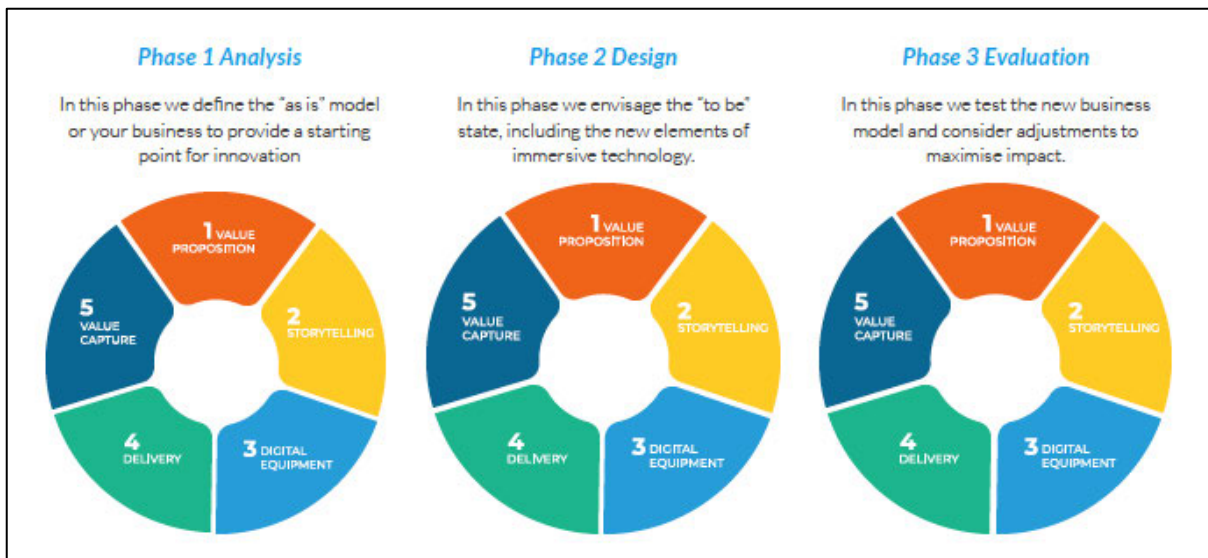 Phase 1 Analysis
In this phase we define the "as is" model
or your business to provide a starting
point for innovation
1 VALUE
PROPOSITION
2
STORYTELLING
3 DIGITAL
EQUIPMENT
4
DELIVERY
5
VALUE
CAPTURE
Phase 2 Design
In this phase we envisage the "to be"
state, including the new elements of
immersive technology.
1 VALUE
PROPOSITION
2
STORYTELLING
3 DIGITAL
EQUIPMENT
4
DELIVERY
5
VALUE
CAPTURE
Phase 3 Evaluation
In this phase we test the new business
model and consider adjustments to
maximise impact.
1 VALUE
PROPOSITION
2
STORYTELLING
3 DIGITAL
EQUIPMENT
4
DELIVERY
5
VALUE
CAPTURE